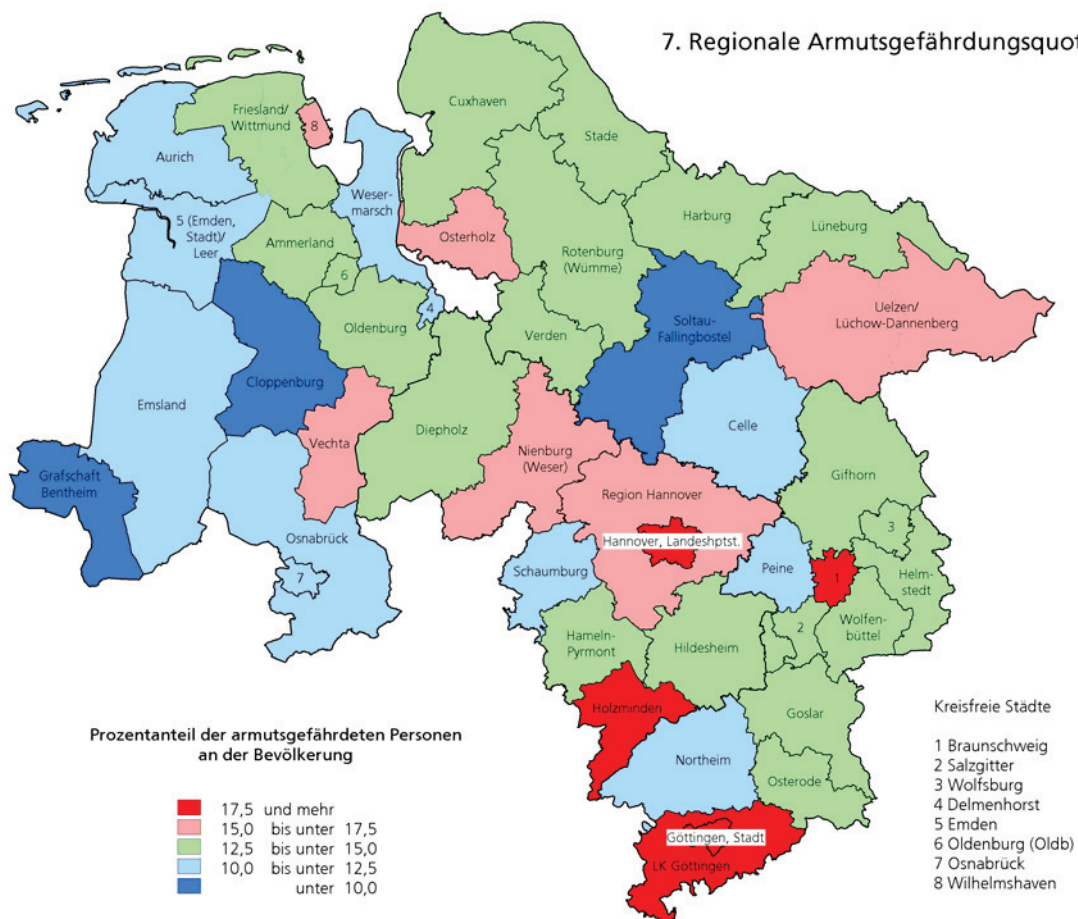 7. Regionale Armutsgefährdungsquot
Cuxhaven
Friesland/
Wittmund
8
Stade
Aurich
Weser-
marsch
Harburg
Lüneburg
5 (Emden,
Stadt)/
Leer
Osterholz
Ammerland
Rotenburg
(Wümme)
6
4
Uelzen/
Lüchow-Dannenberg
Soltau-
Fallingbostel
Oldenburg
Verden
Cloppenburg
Emsland
Celle
Diepholz
Vechta
Nienburg
(Weser)
Gifhorn
Grafschaft
Bentheim
Region Hannover
3
Osnabrück
Hannover, Landeshptst.
7
Schaumburg
Peine
1
Helm-
stedt
2
Wolfen-
büttel
Hameln-
Pyrmont
Hildesheim
Holzminden
Goslar
Northeim
Osterode
Göttingen, Stadt
LK Göttingen
Prozentanteil der armutsgefährdeten Personen
an der Bevölkerung
17,5 und mehr
15,0 bis unter 17,5
12,5 bis unter 15,0
10,0 bis unter 12,5
unter 10,0
Kreisfreie Städte
1 Braunschweig
2 Salzgitter
3 Wolfsburg
4 Delmenhorst
5 Emden
6 Oldenburg (Oldb)
7 Osnabrück
8 Wilhelmshaven